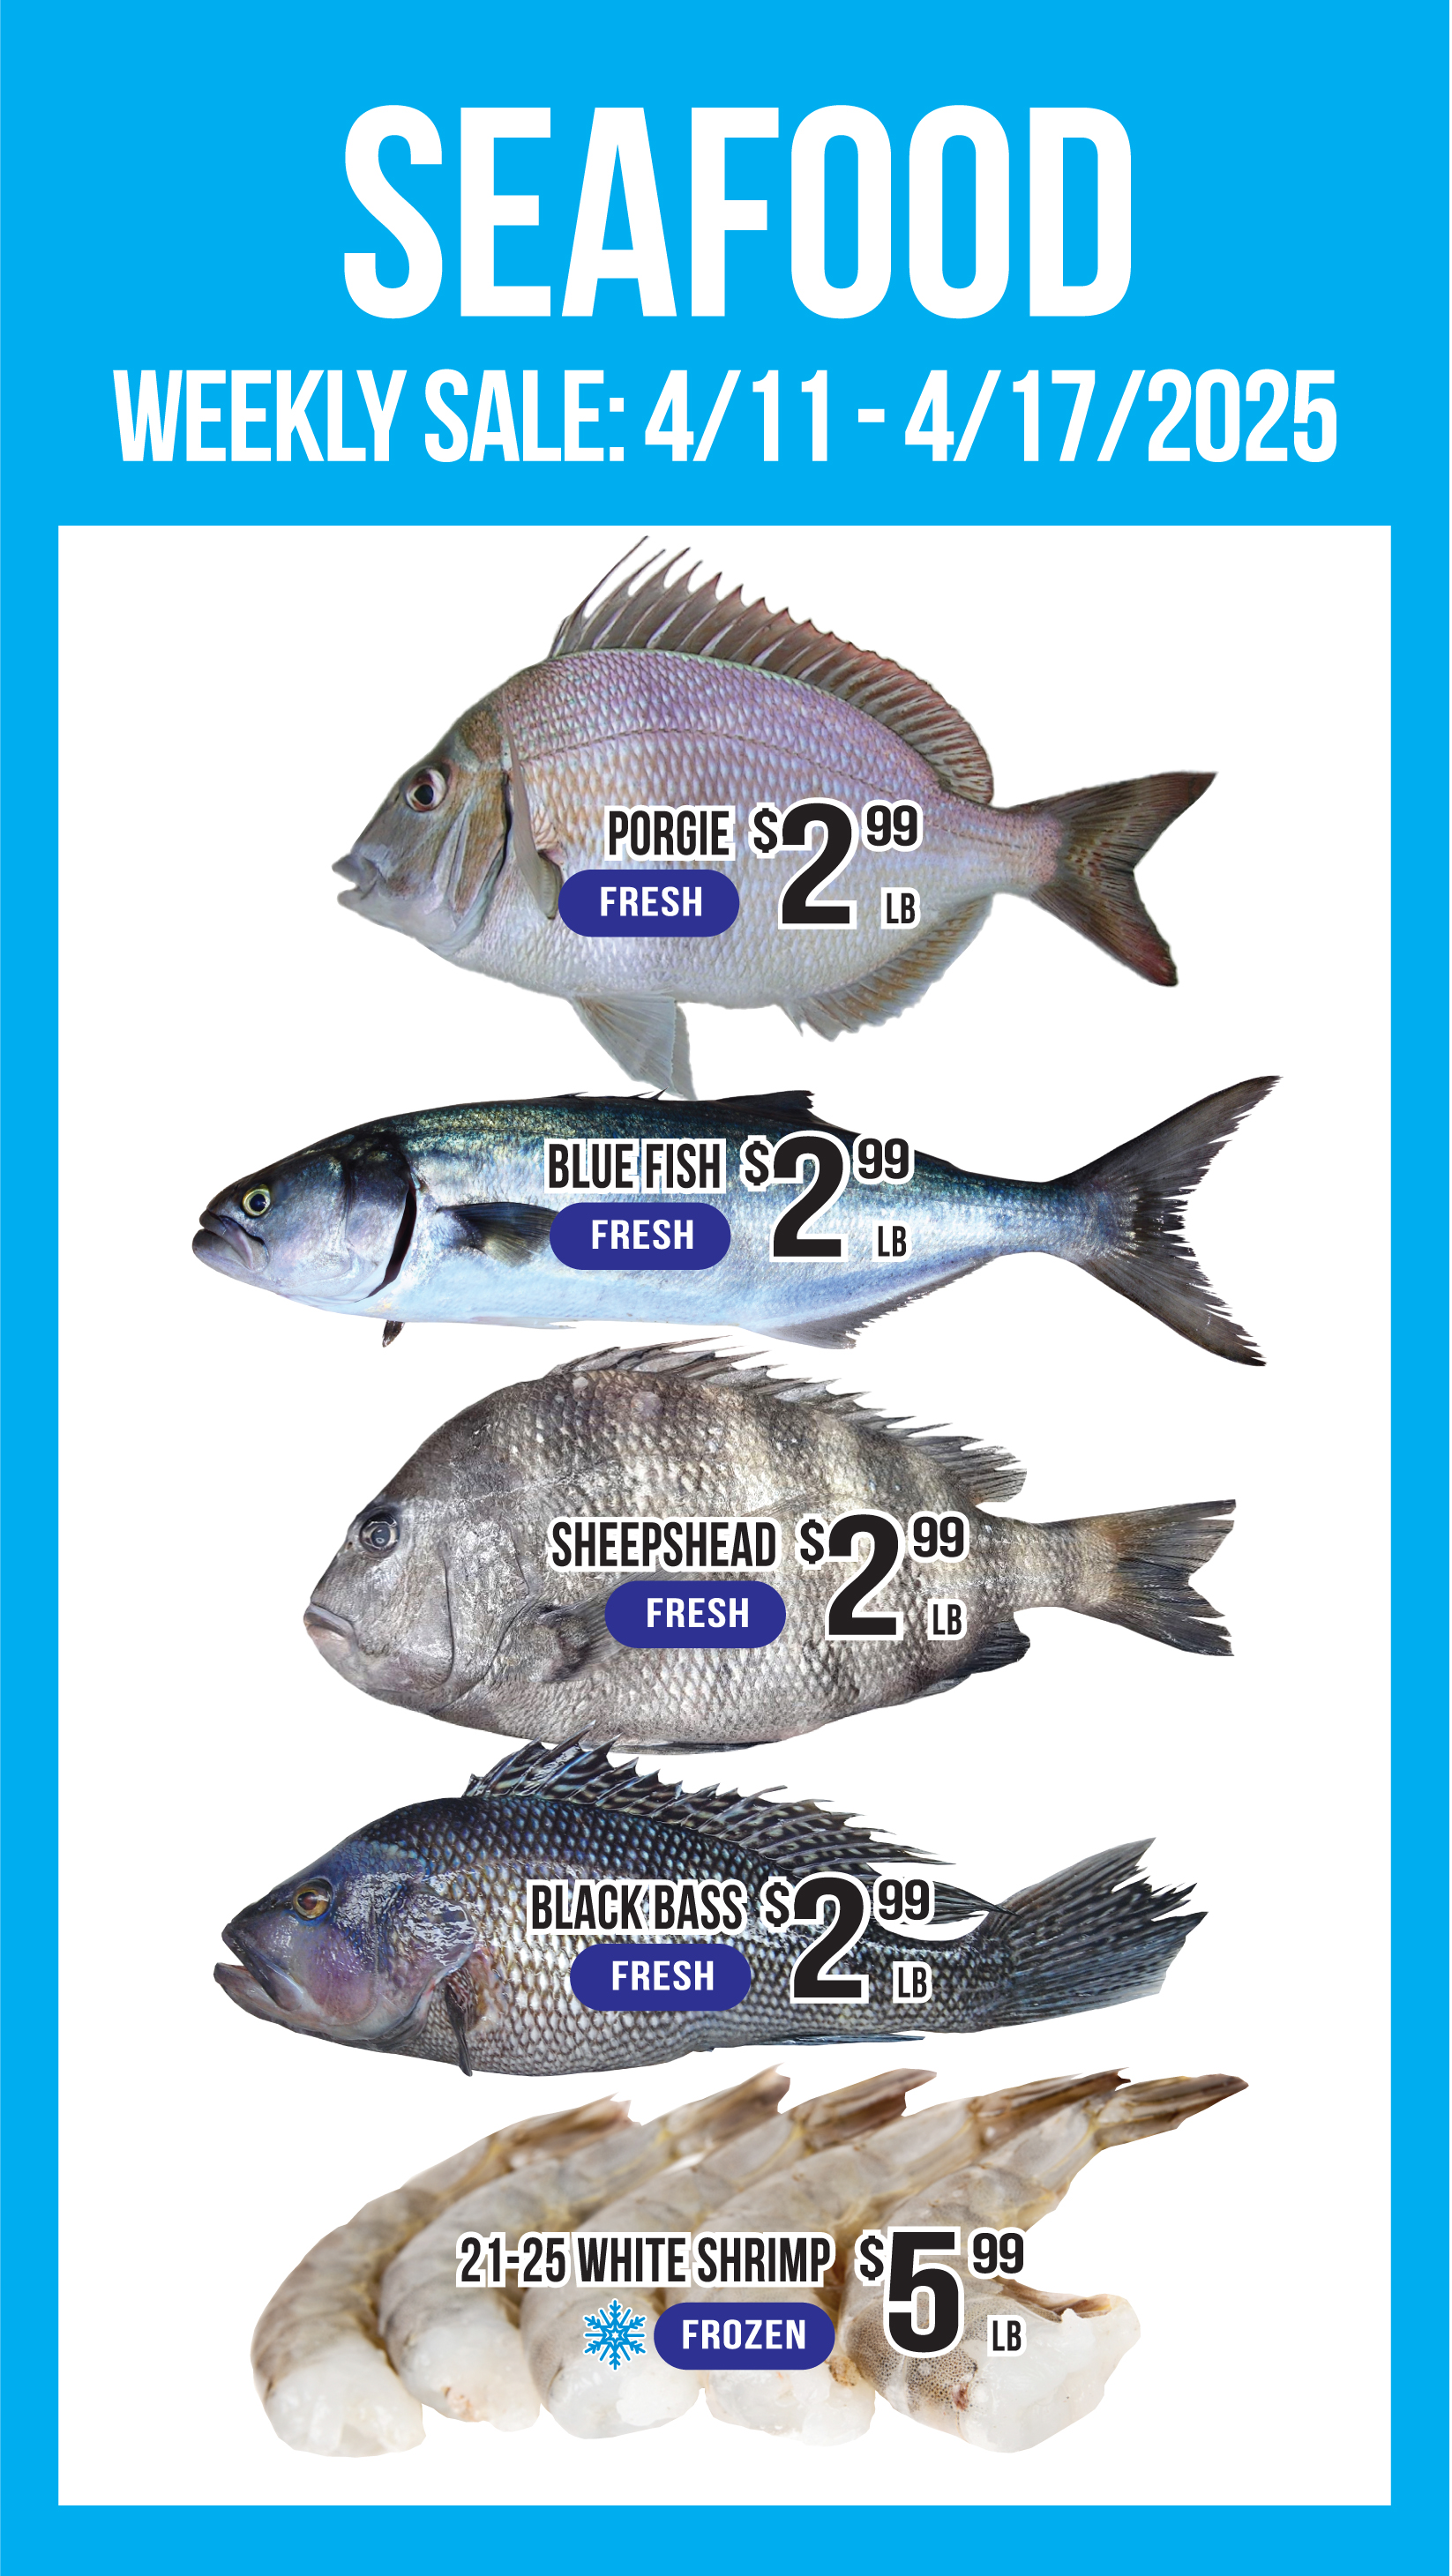 SEAFOOD
WEEKLY SALE: 4/11 - 4/17/2025
PORGIE $2 99
FRESH LB
BLUE FISH $2 99
FRESH LB
SHEEPSHEAD $2 99
FRESH LB
BLACK BASS $2 99
FRESH LB
21-25 WHITE SHRIMP $5 99
FROZEN LB